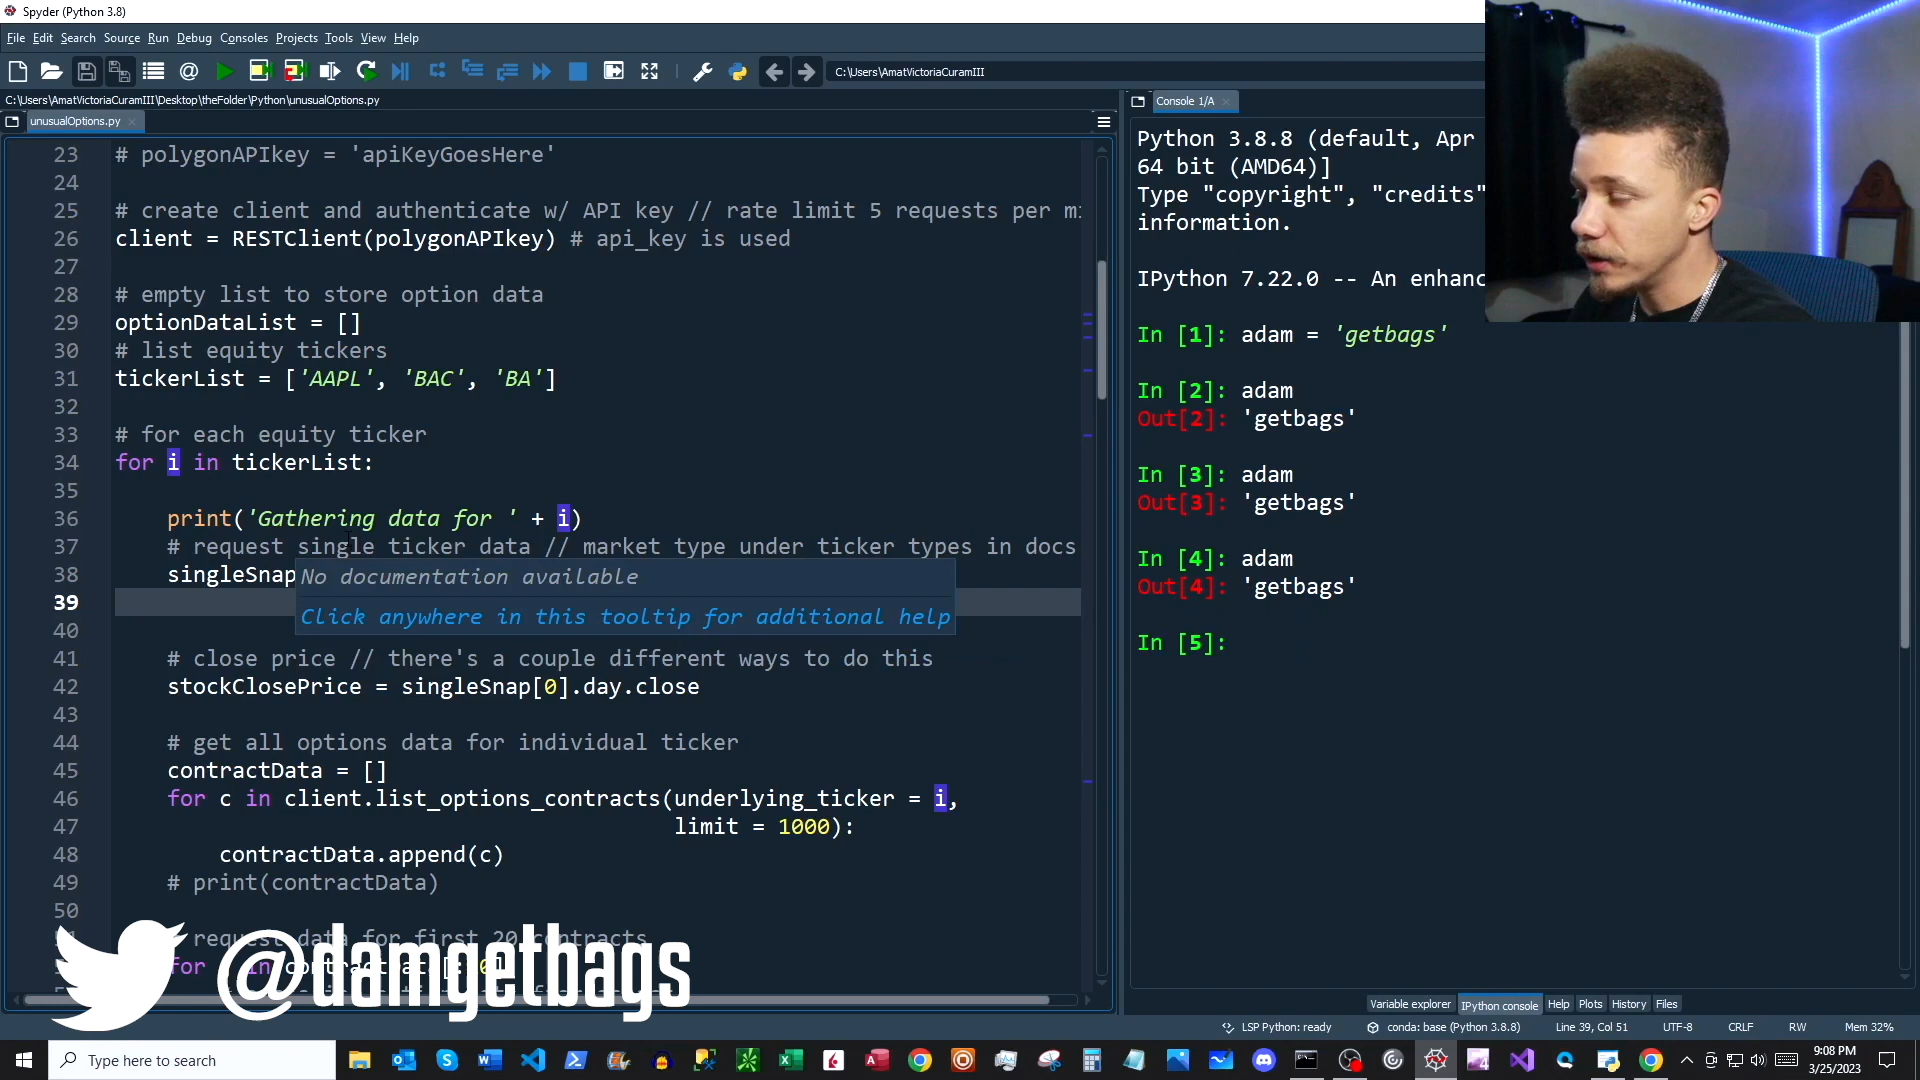 Spyder (Python 3.8)
File Edit Search Source Run Debug Consoles Projects Tools View Help
C:\Users\AmatVictoriaCuramIII
C:\Users\AmatVictoriaCuramIII\Desktop\theFolder\Python\unusualOptions.py
unusualOptions.py
23 # polygonAPIkey = 'apiKeyGoesHere'
24
25 # create client and authenticate w/ API key // rate limit 5 requests per mi
26 client = RESTClient(polygonAPIkey) # api_key is used
27
28 # empty list to store option data
29 optionDataList = []
30 # list equity tickers
31 tickerList = ['AAPL', 'BAC', 'BA']
32
33 # for each equity ticker
34 for i in tickerList:
35
36 print('Gathering data for ' + i)
37 # request single ticker data // market type under ticker types in docs
38 singleSnap
No documentation available
39
Click anywhere in this tooltip for additional help
40
41 # close price // there's a couple different ways to do this
42 stockClosePrice = singleSnap[0].day.close
43
44 # get all options data for individual ticker
45 contractData = []
46 for c in client.list_options_contracts(underlying_ticker = i,
47 limit = 1000):
48 contractData.append(c)
49 # print(contractData)
50
request data for first 20 contracts
for in contractData[:
@damgetbags
Console 1/A
Python 3.8.8 (default, Apr
64 bit (AMD64)]
Type "copyright", "credits"
information.
IPython 7.22.0 -- An enhanc
In [1]: adam = 'getbags'
In [2]: adam
Out[2]: 'getbags'
In [3]: adam
Out[3]: 'getbags'
In [4]: adam
Out[4]: 'getbags'
In [5]:
Variable explorer IPython console Help Plots History Files
LSP Python: ready conda: base (Python 3.8.8) Line 39, Col 51 UTF-8 CRLF RW Mem 32%
Type here to search
9:08 PM
3/25/2023